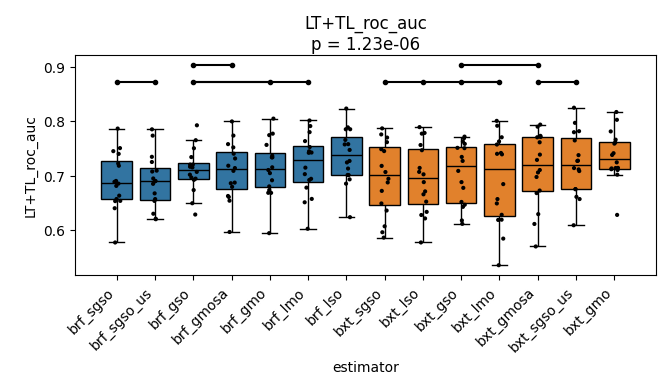 LT+TL_roc_auc
p = 1.23e-06
LT+TL_roc_auc
0.9
0.8
0.7
0.6
brf_sgso
brf_sgso_us
brf_gso
brf_gmosa
brf_gmo
brf_lmo
brf_lso
bxt_sgso
bxt_lso
bxt_gso
bxt_lmo
bxt_gmosa
bxt_sgso_us
bxt_gmo
estimator